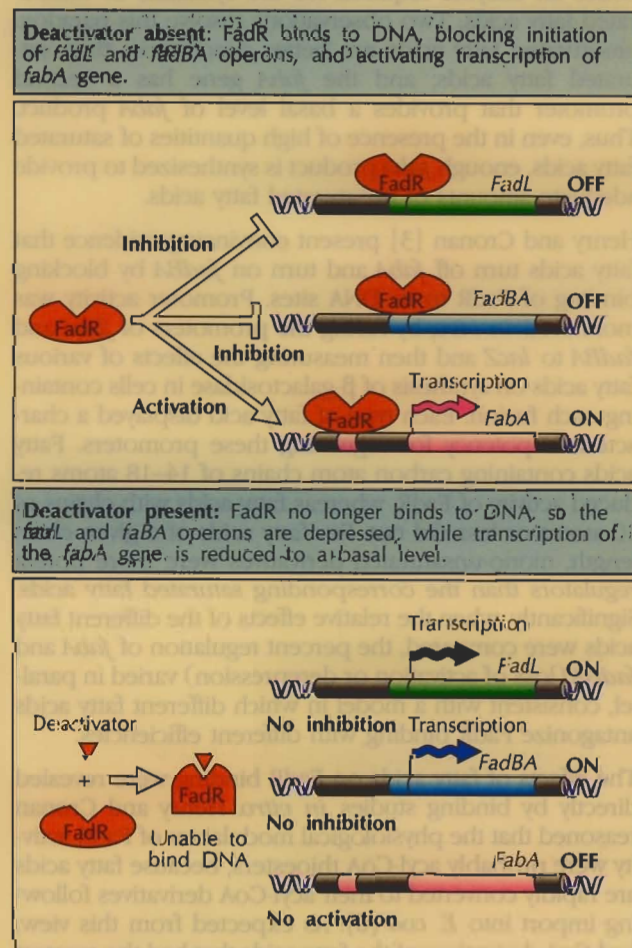 Deactivator absent: FadR binds to DNA, blocking initiation
of fadL and fadBA operons, and activating transcription of
fabA gene.
FadR
FadL OFF
Inhibition
FadR
FadR
FadBA OFF
Inhibition
Transcription
Activation
FadR
FabA ON
Deactivator present: FadR no longer binds to DNA, so the
fadL and faBA operons are depressed, while transcription of
the fabA gene is reduced to a basal level.
Transcription
FadL ON
Deactivator
No inhibition Transcription
+
FadR
FadBA ON
FadR
Unable to
bind DNA
No inhibition
FabA OFF
No activation